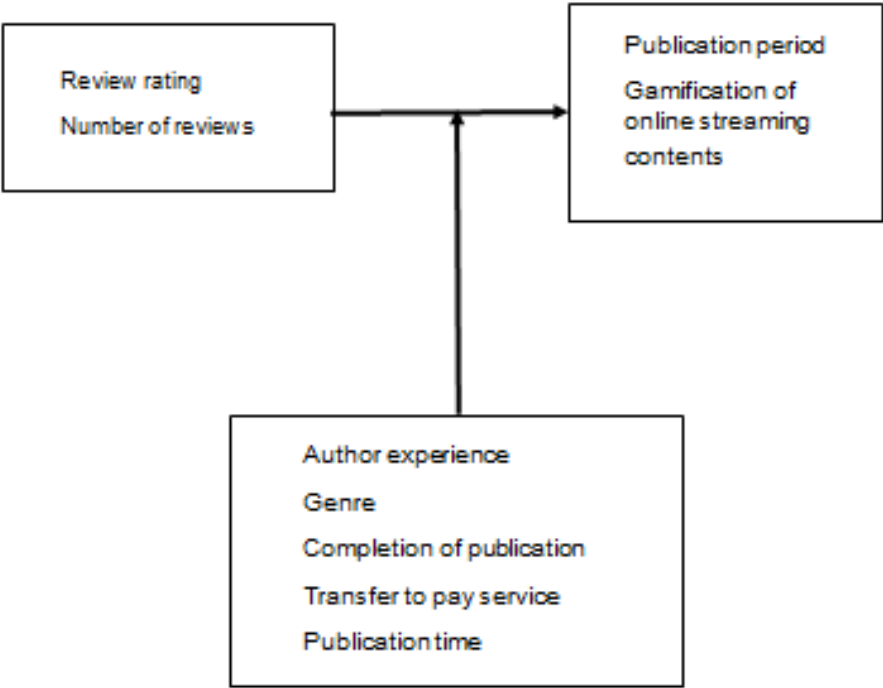 Review rating
Number of reviews
Publication period
Gamification of
online streaming
contents
Author experience
Genre
Completion of publication
Transfer to pay service
Publication time